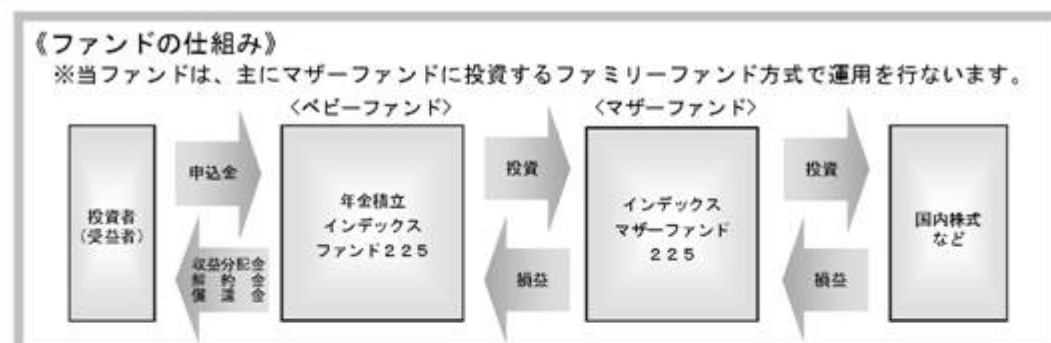 《ファンドの仕組み》
※当ファンドは、主にマザーファンドに投資するファミリーファンド方式で運用を行ないます。
〈ベビーファンド〉
〈マザーファンド〉
投資者
(受益者)
申込金
収益分配金
解約金
償還金
年金積立
インデックス
ファンド２２５
投資
損益
インデックス
マザーファンド
２２５
投資
損益
国内株式
など